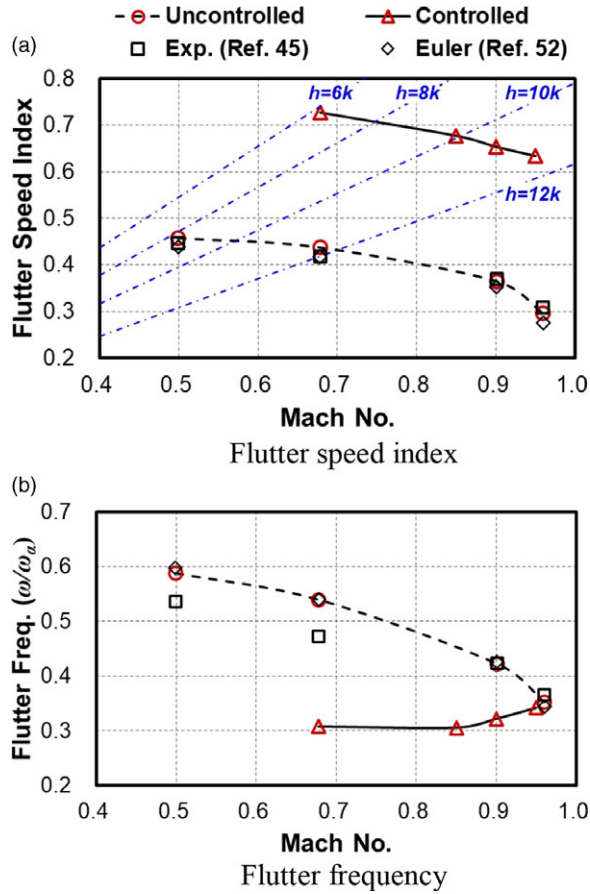 Uncontrolled Controlled
Exp. (Ref. 45) Euler (Ref. 52)
(a)
0.8
0.7
0.6
0.5
0.4
0.3
0.2
Flutter Speed Index
h=6k h=8k h=10k
h=12k
0.4 0.5 0.6 0.7 0.8 0.9 1.0
Mach No.
Flutter speed index
(b)
0.7
0.6
0.5
0.4
0.3
0.2
Flutter Freq. (ω/ωα)
0.4 0.5 0.6 0.7 0.8 0.9 1.0
Mach No.
Flutter frequency